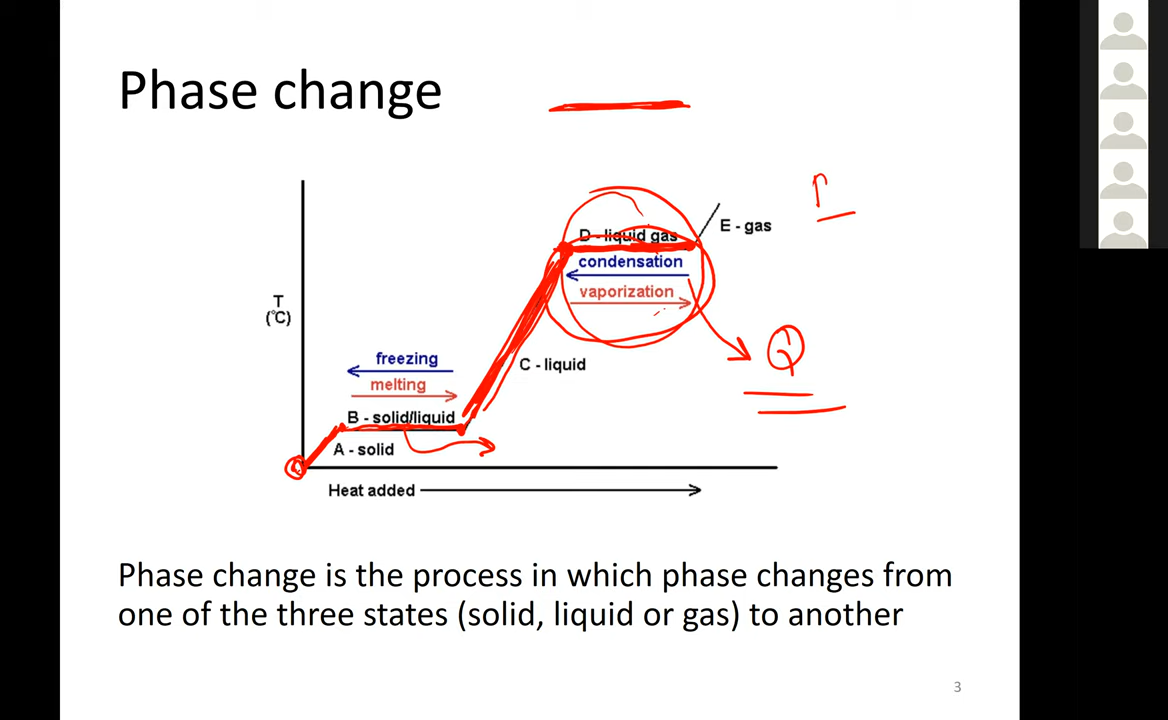 Phase change
D - liquid gas
E - gas
condensation
vaporization
T
(°C)
Q
freezing
C - liquid
melting
B - solid/liquid
A - solid
Heat added
Phase change is the process in which phase changes from
one of the three states (solid, liquid or gas) to another
3